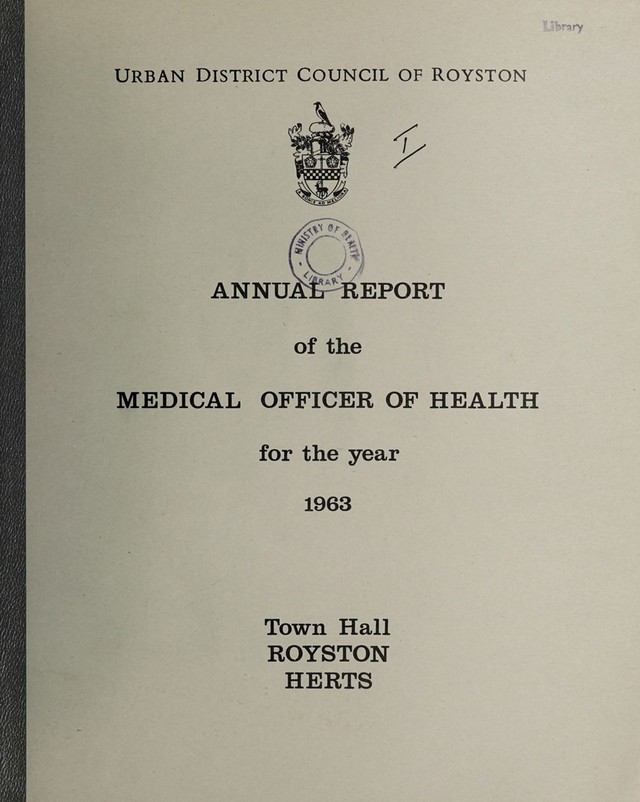 Library
URBAN DISTRICT COUNCIL OF ROYSTON
I
MINISTRY OF HEALTH
LIBRARY
ANNUAL REPORT
of the
MEDICAL OFFICER OF HEALTH
for the year
1963
Town Hall
ROYSTON
HERTS